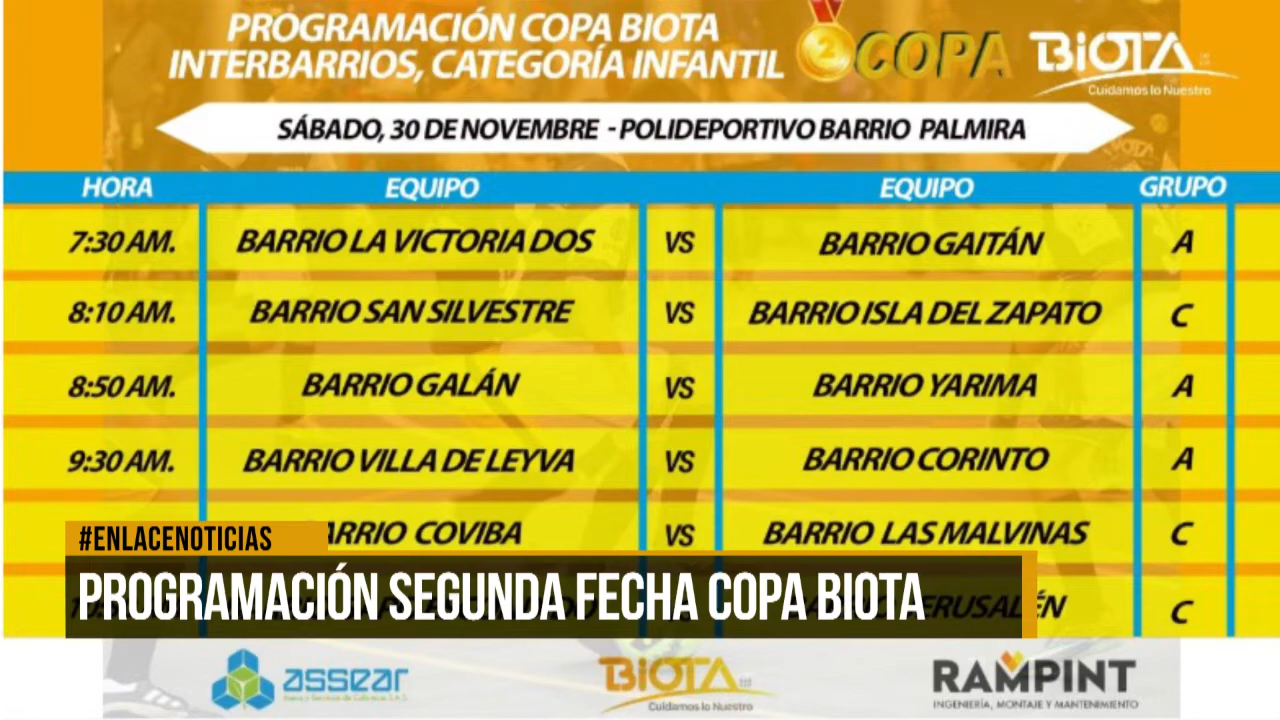 PROGRAMACIÓN COPA BIOTA
INTERBARRIOS, CATEGORÍA INFANTIL
2 COPA
BIOTA
Cuidamos lo Nuestro
SÁBADO, 30 DE NOVEMBRE - POLIDEPORTIVO BARRIO PALMIRA
HORA EQUIPO EQUIPO GRUPO
7:30 AM. BARRIO LA VICTORIA DOS VS BARRIO GAITÁN A
8:10 AM. BARRIO SAN SILVESTRE VS BARRIO ISLA DEL ZAPATO C
8:50 AM. BARRIO GALÁN VS BARRIO YARIMA A
9:30 AM. BARRIO VILLA DE LEYVA VS BARRIO CORINTO A
COVIBA VS BARRIO LAS MALVINAS C
#ENLACENOTICIAS
PROGRAMACIÓN SEGUNDA FECHA COPA BIOTA
C
assear
BIOTA
Cuidamos lo Nuestro
RAMPINT
INGENIERÍA, MONTAJE Y MANTENIMIENTO